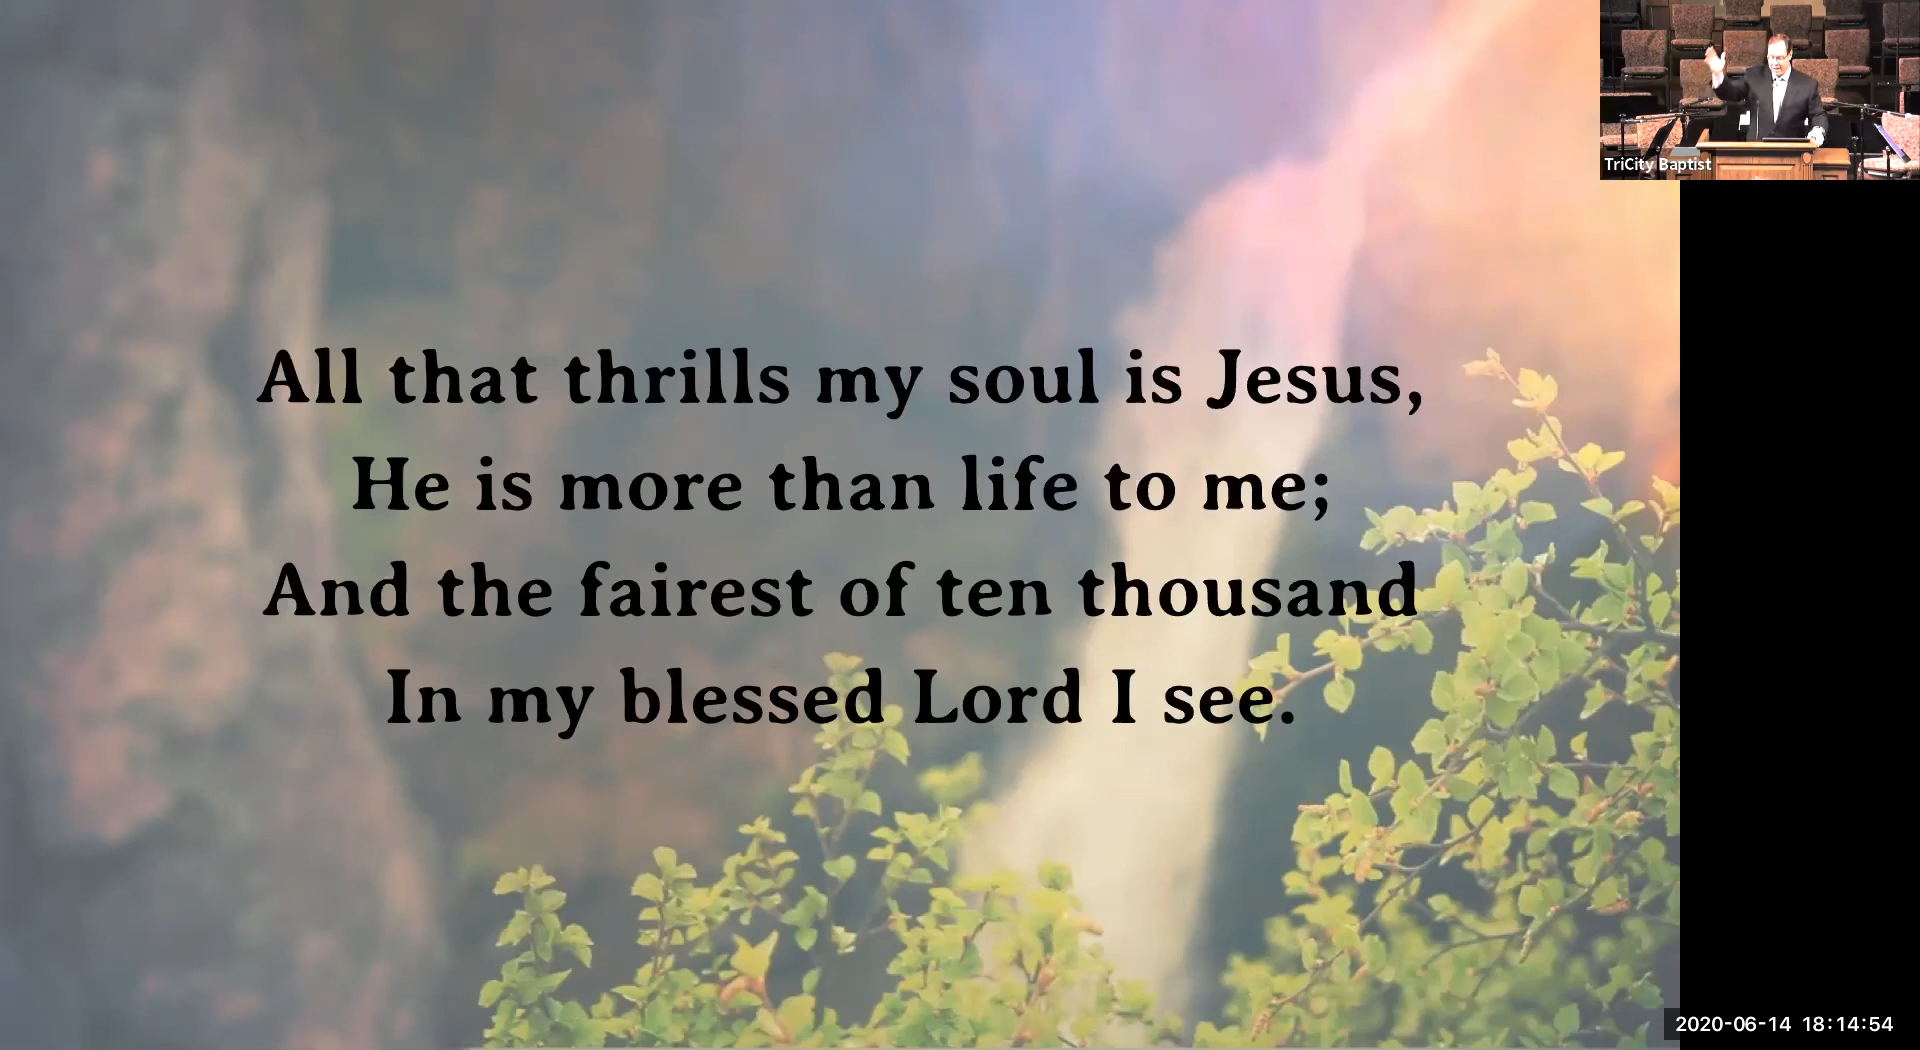 All that thrills my soul is Jesus,
He is more than life to me;
And the fairest of ten thousand
In my blessed Lord I see.
TriCity Baptist
2020-06-14 18:14:54